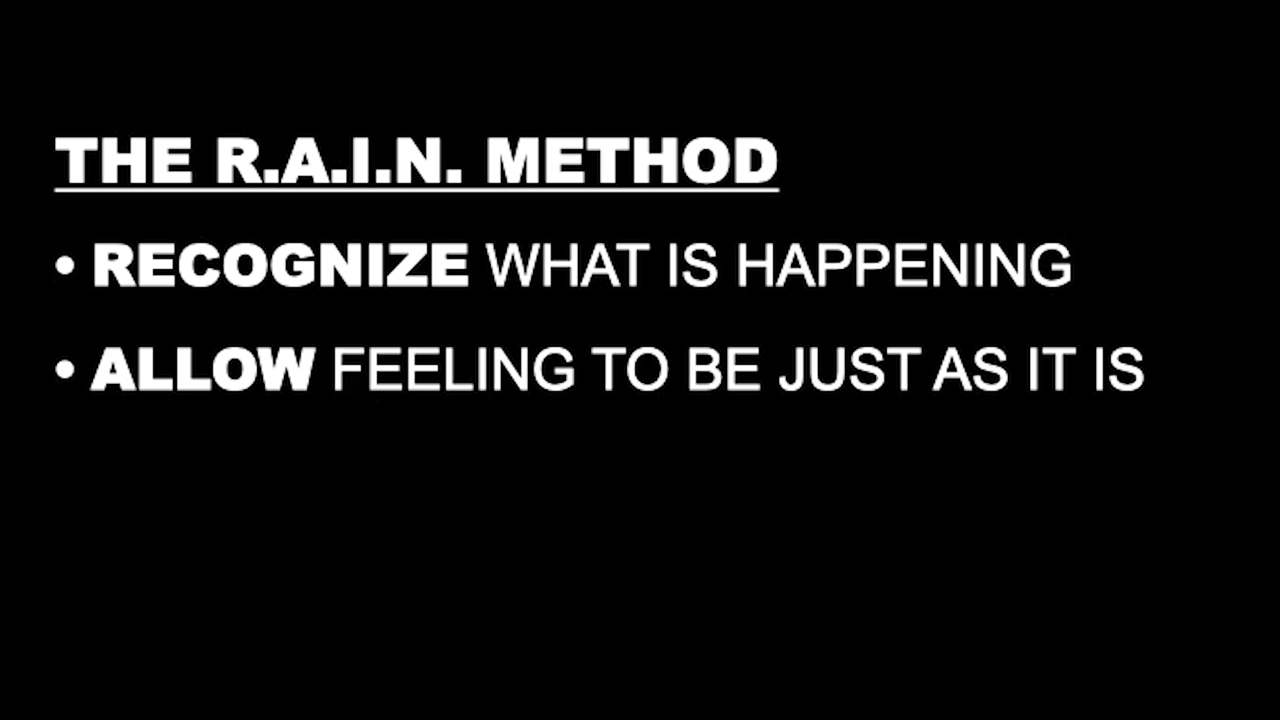 THE R.A.I.N. METHOD
• RECOGNIZE WHAT IS HAPPENING
• ALLOW FEELING TO BE JUST AS IT IS